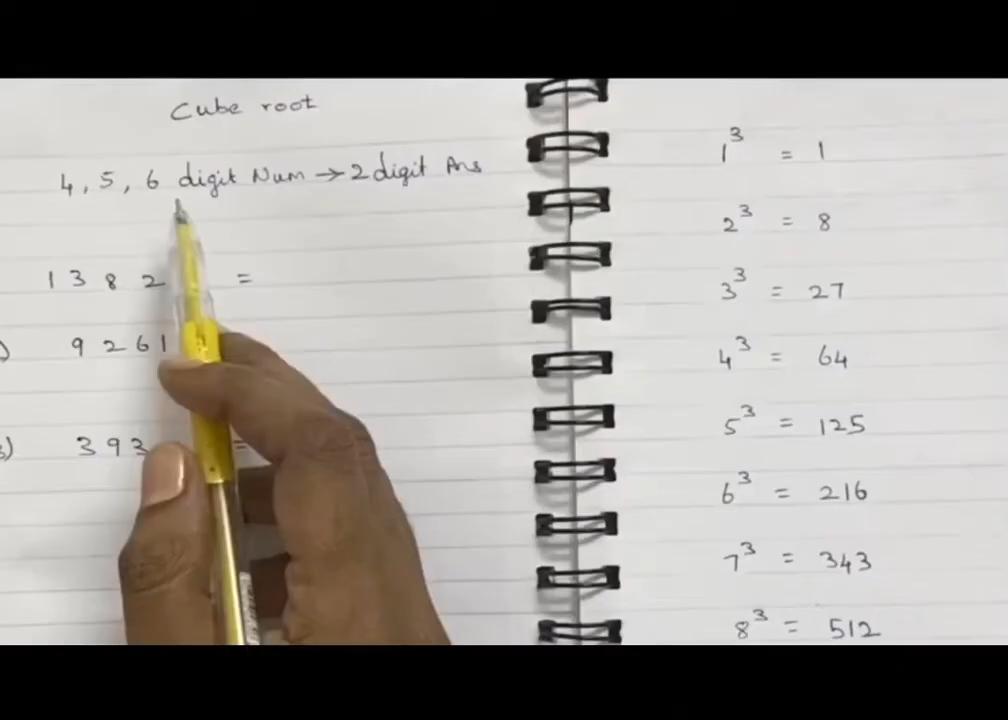 Cube root
4, 5, 6 digit Num → 2 digit Ans
1 3 8 2 =
) 9 2 6 1
3) 3 9 3 =
1³ = 1
2³ = 8
3³ = 27
4³ = 64
5³ = 125
6³ = 216
7³ = 343
8³ = 512